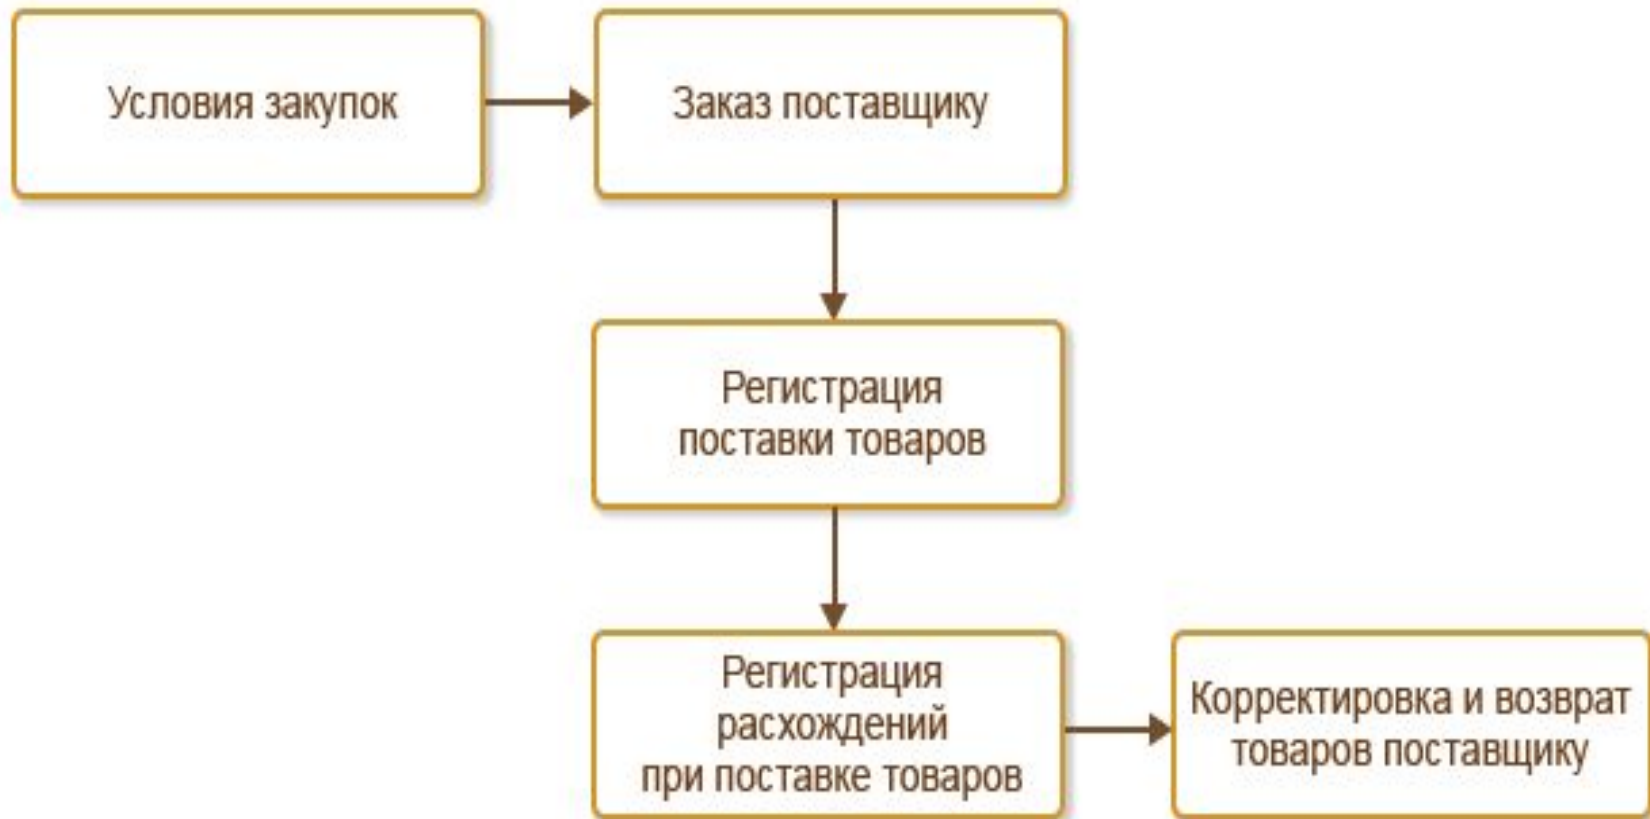 Условия закупок
Заказ поставщику
Регистрация
поставки товаров
Регистрация
расхождений
при поставке товаров
Корректировка и возврат
товаров поставщику